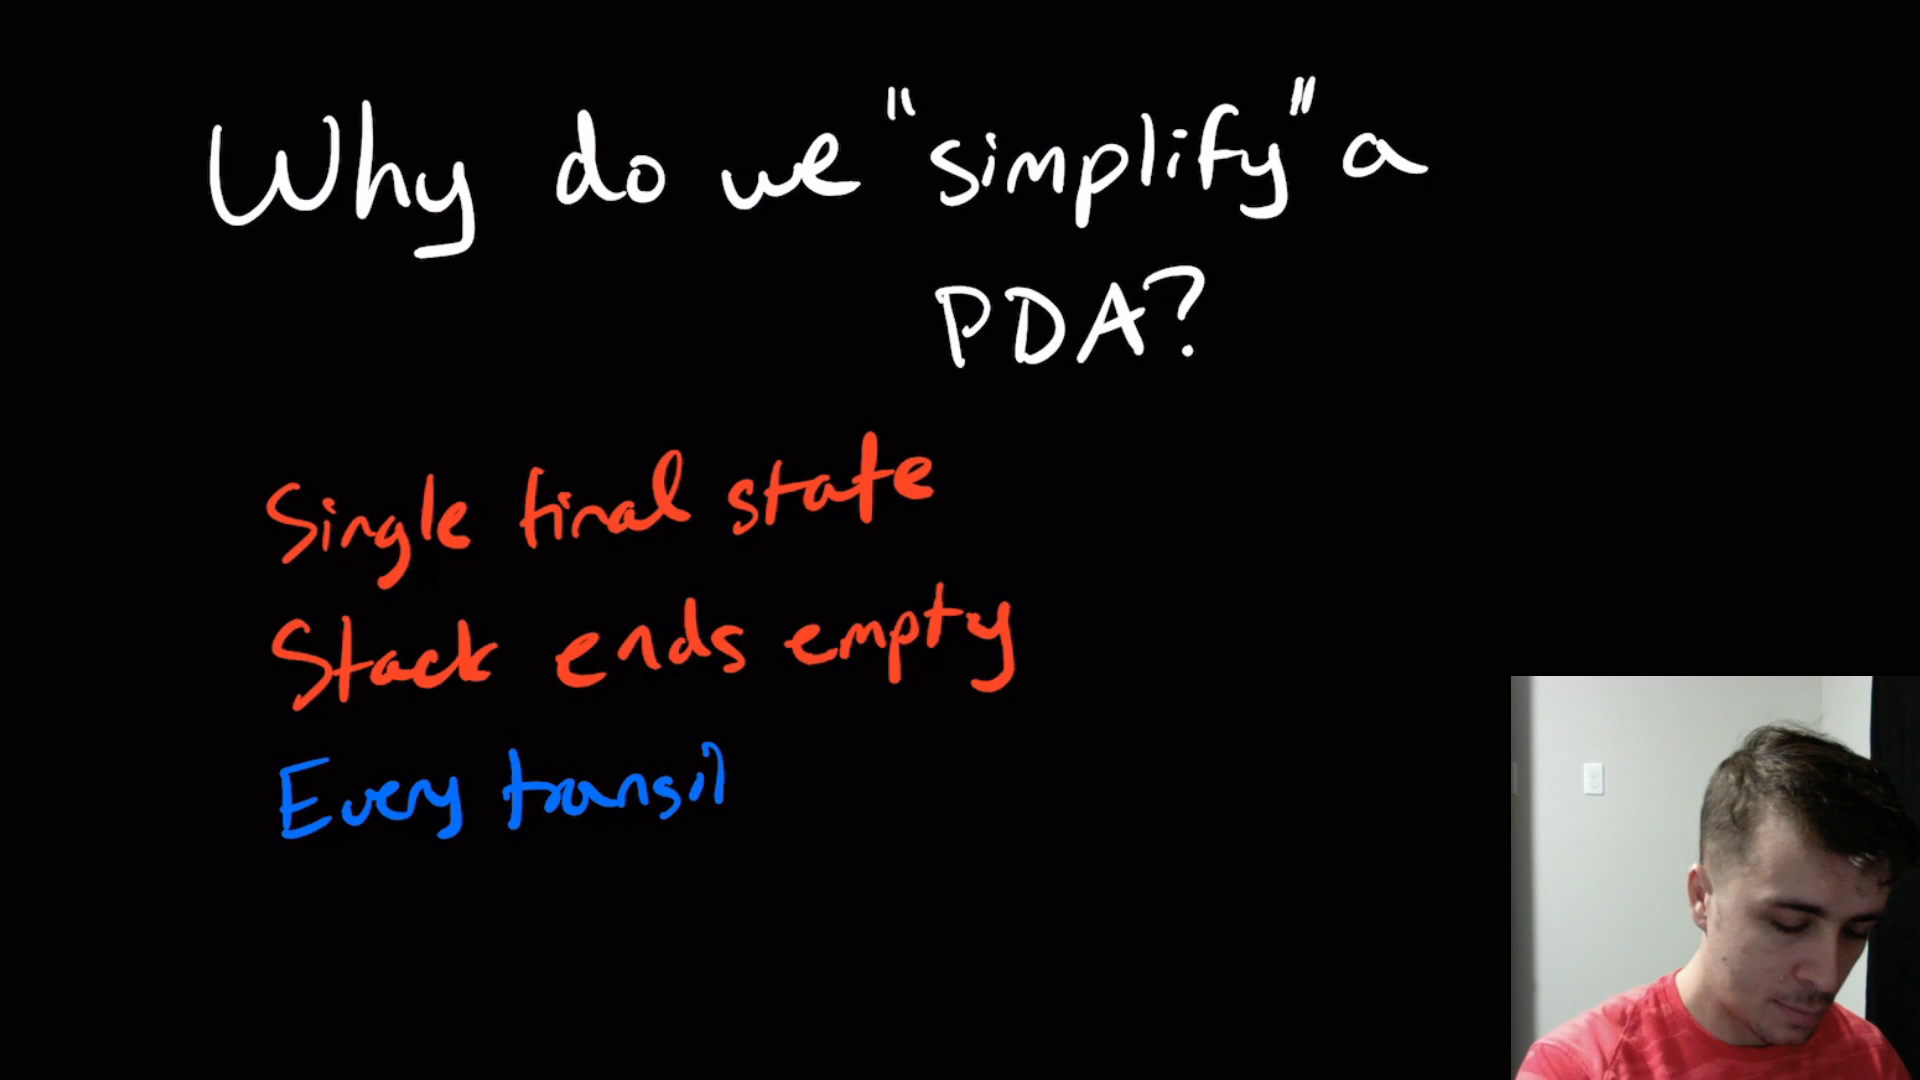 Why do we "simplify" a
PDA?
Single final state
Stack ends empty
Every transi